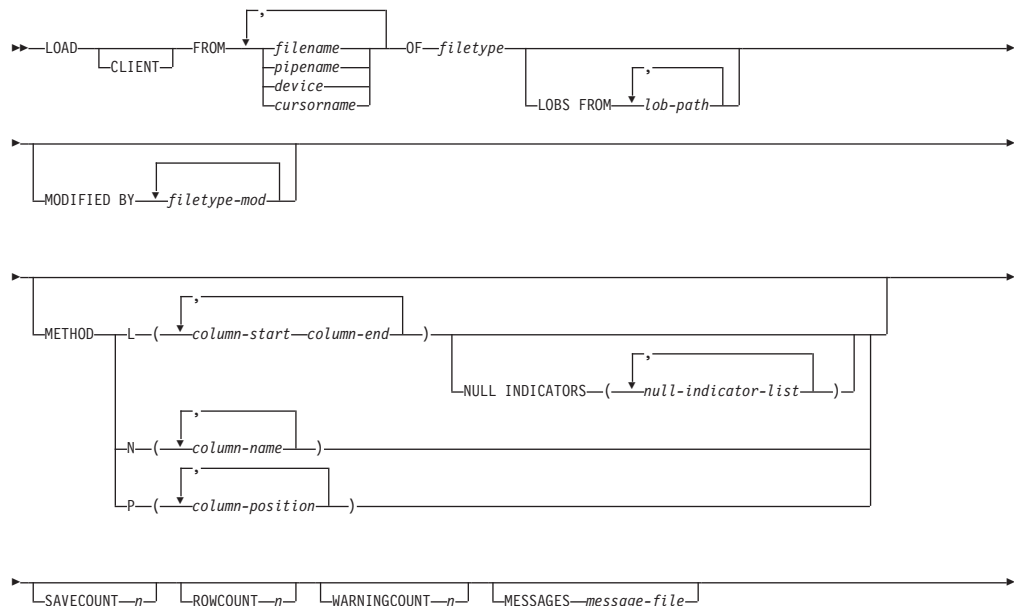 ,
LOAD CLIENT FROM filename OF filetype
pipename
device
cursorname
,
LOBS FROM lob-path
MODIFIED BY filetype-mod
,
METHOD L ( column-start column-end )
,
NULL INDICATORS ( null-indicator-list )
,
N ( column-name )
,
P ( column-position )
SAVECOUNT n ROWCOUNT n WARNINGCOUNT n MESSAGES message-file